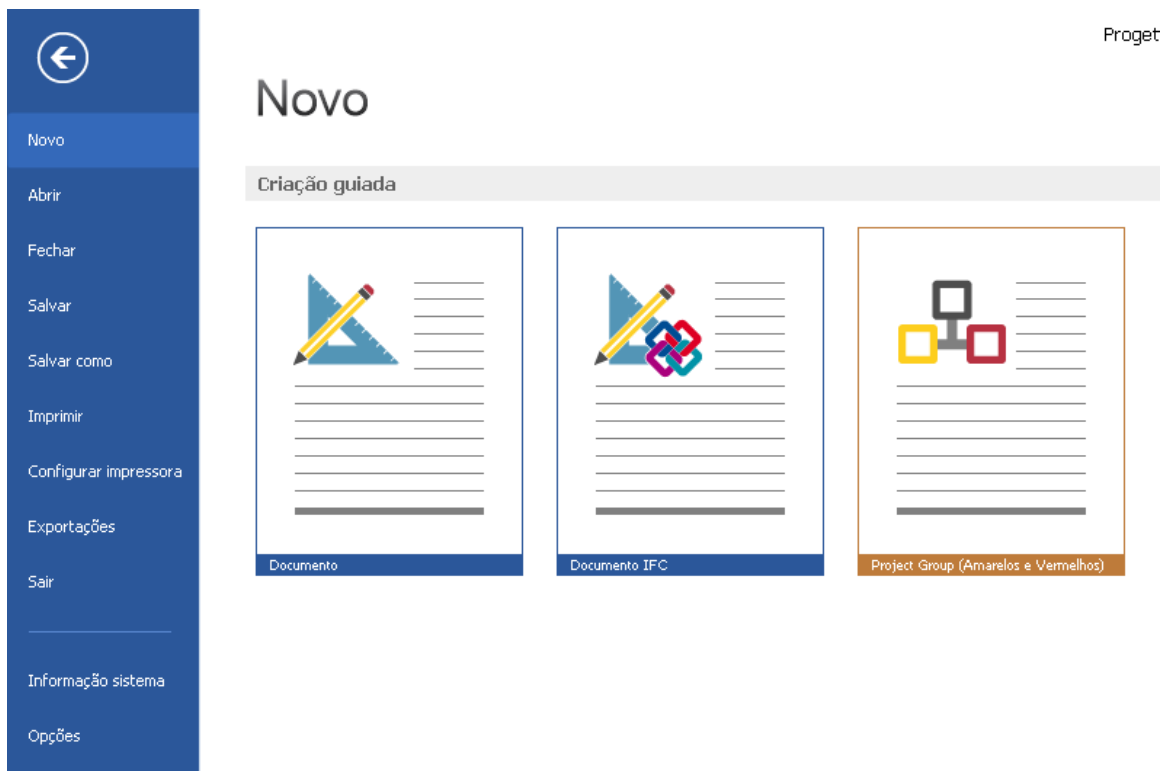 Proget
Novo
Novo
Criação guiada
Abrir
Fechar
Salvar
Salvar como
Imprimir
Configurar impressora
Exportações
Sair
Informação sistema
Opções
Documento
Documento IFC
Project Group (Amarelos e Vermelhos)